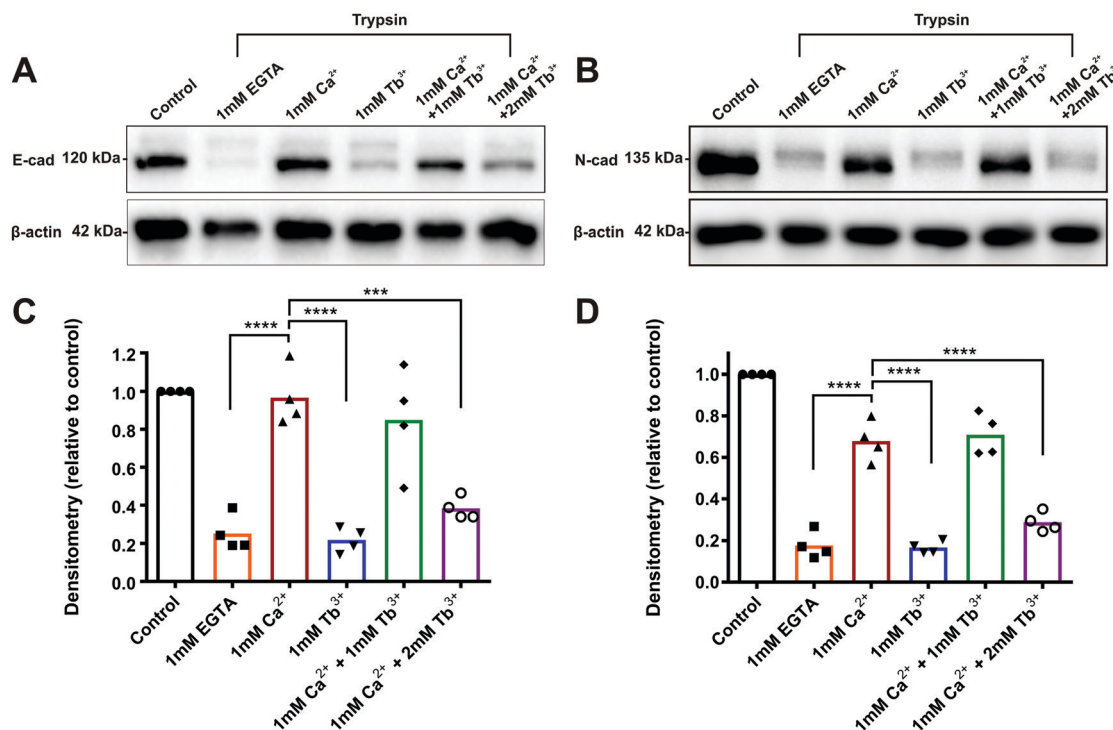 Trypsin
A
Control
1mM EGTA
1mM Ca²⁺
1mM Tb³⁺
1mM Ca²⁺
+1mM Tb³⁺
1mM Ca²⁺
+2mM Tb³⁺
E-cad 120 kDa
β-actin 42 kDa
Trypsin
B
Control
1mM EGTA
1mM Ca²⁺
1mM Tb³⁺
1mM Ca²⁺
+1mM Tb³⁺
1mM Ca²⁺
+2mM Tb³⁺
N-cad 135 kDa
β-actin 42 kDa
C
Densitometry (relative to control)
1.2
1.0
0.8
0.6
0.4
0.2
0.0
****
****
***
Control
1mM EGTA
1mM Ca²⁺
1mM Tb³⁺
1mM Ca²⁺ + 1mM Tb³⁺
1mM Ca²⁺ + 2mM Tb³⁺
D
Densitometry (relative to control)
1.0
0.8
0.6
0.4
0.2
0.0
****
****
****
Control
1mM EGTA
1mM Ca²⁺
1mM Tb³⁺
1mM Ca²⁺ + 1mM Tb³⁺
1mM Ca²⁺ + 2mM Tb³⁺